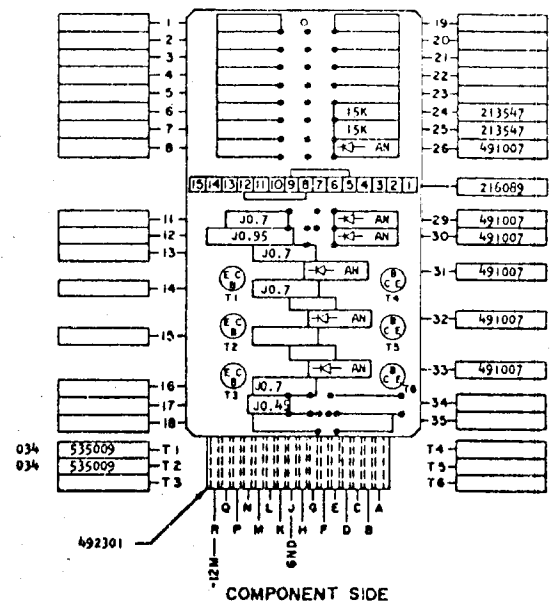 1 19
2 20
3 21
4 22
5 23
6 15K 24 213547
7 15K 25 213547
8 AN 26 491007
15 14 13 12 11 10 9 8 7 6 5 4 3 2 1 216089
11 J0.7 AN 29 491007
12 J0.95 AN 30 491007
13 J0.7
E C B AN B C E 31 491007
T1 J0.7 T4
14
E C B AN B C E 32 491007
T2 T5
15
E C B AN B C E 33 491007
T3 T6
16 J0.7
17 J0.45 34
18 35
034 535009 T1 T4
034 535009 T2 T5
T3 T6
Q N L J G E C A
R P M K H F D B
492301
-12M GND
COMPONENT SIDE